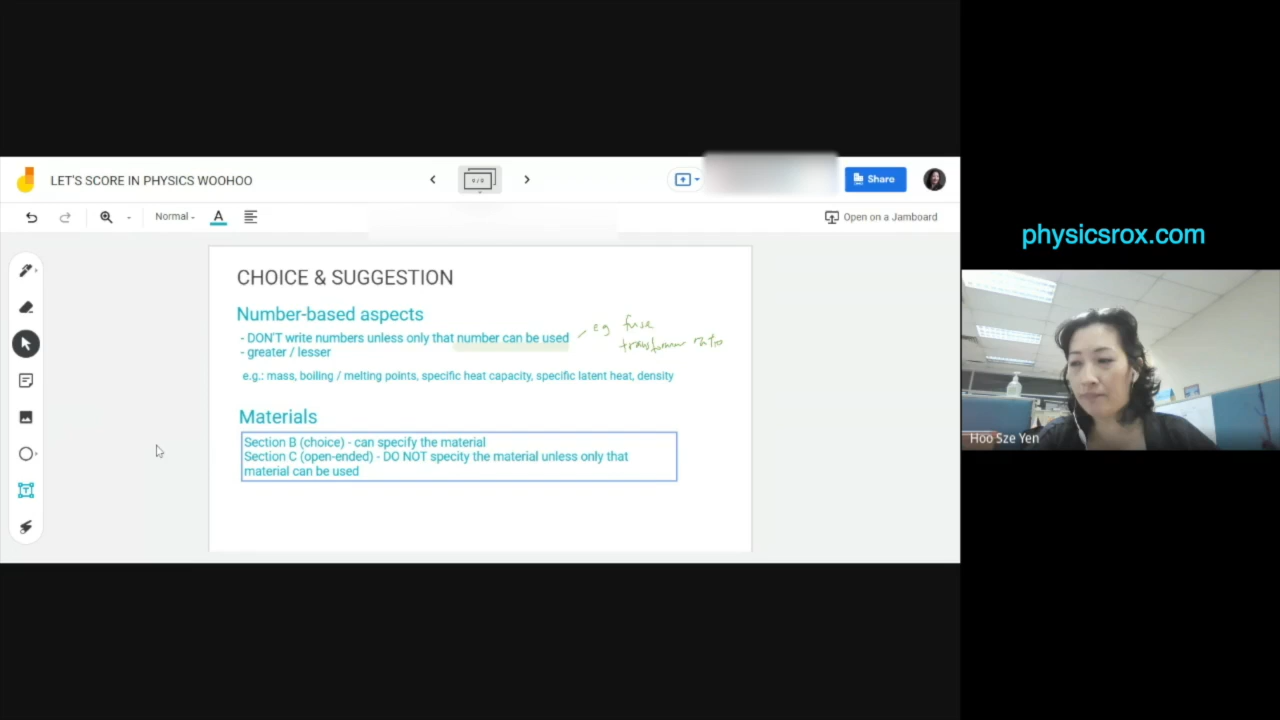 LET'S SCORE IN PHYSICS WOOHOO
Share
Normal
A
Open on a Jamboard
physicsrox.com
CHOICE & SUGGESTION
Number-based aspects
- DON'T write numbers unless only that number can be used
e.g fuse
transformer ratio
- greater / lesser
e.g.: mass, boiling / melting points, specific heat capacity, specific latent heat, density
Materials
Section B (choice) - can specify the material
Section C (open-ended) - DO NOT specity the material unless only that
material can be used
Hoo Sze Yen